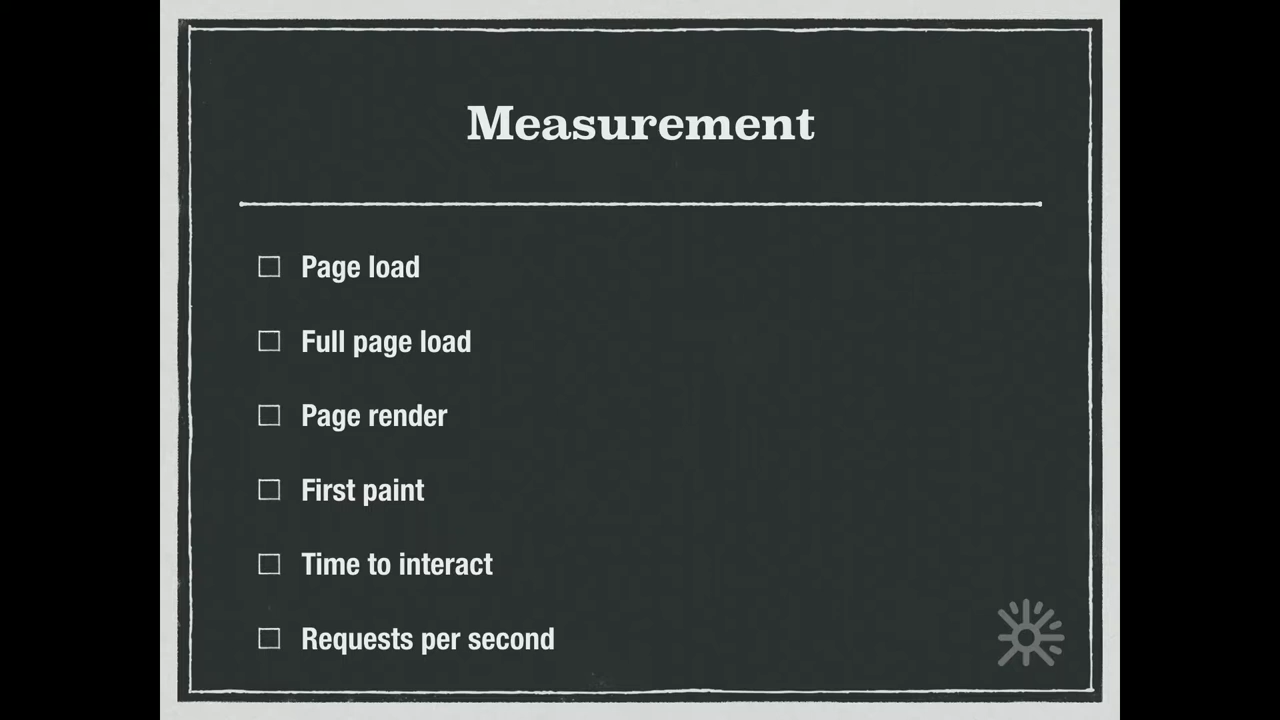 Measurement
Page load
Full page load
Page render
First paint
Time to interact
Requests per second